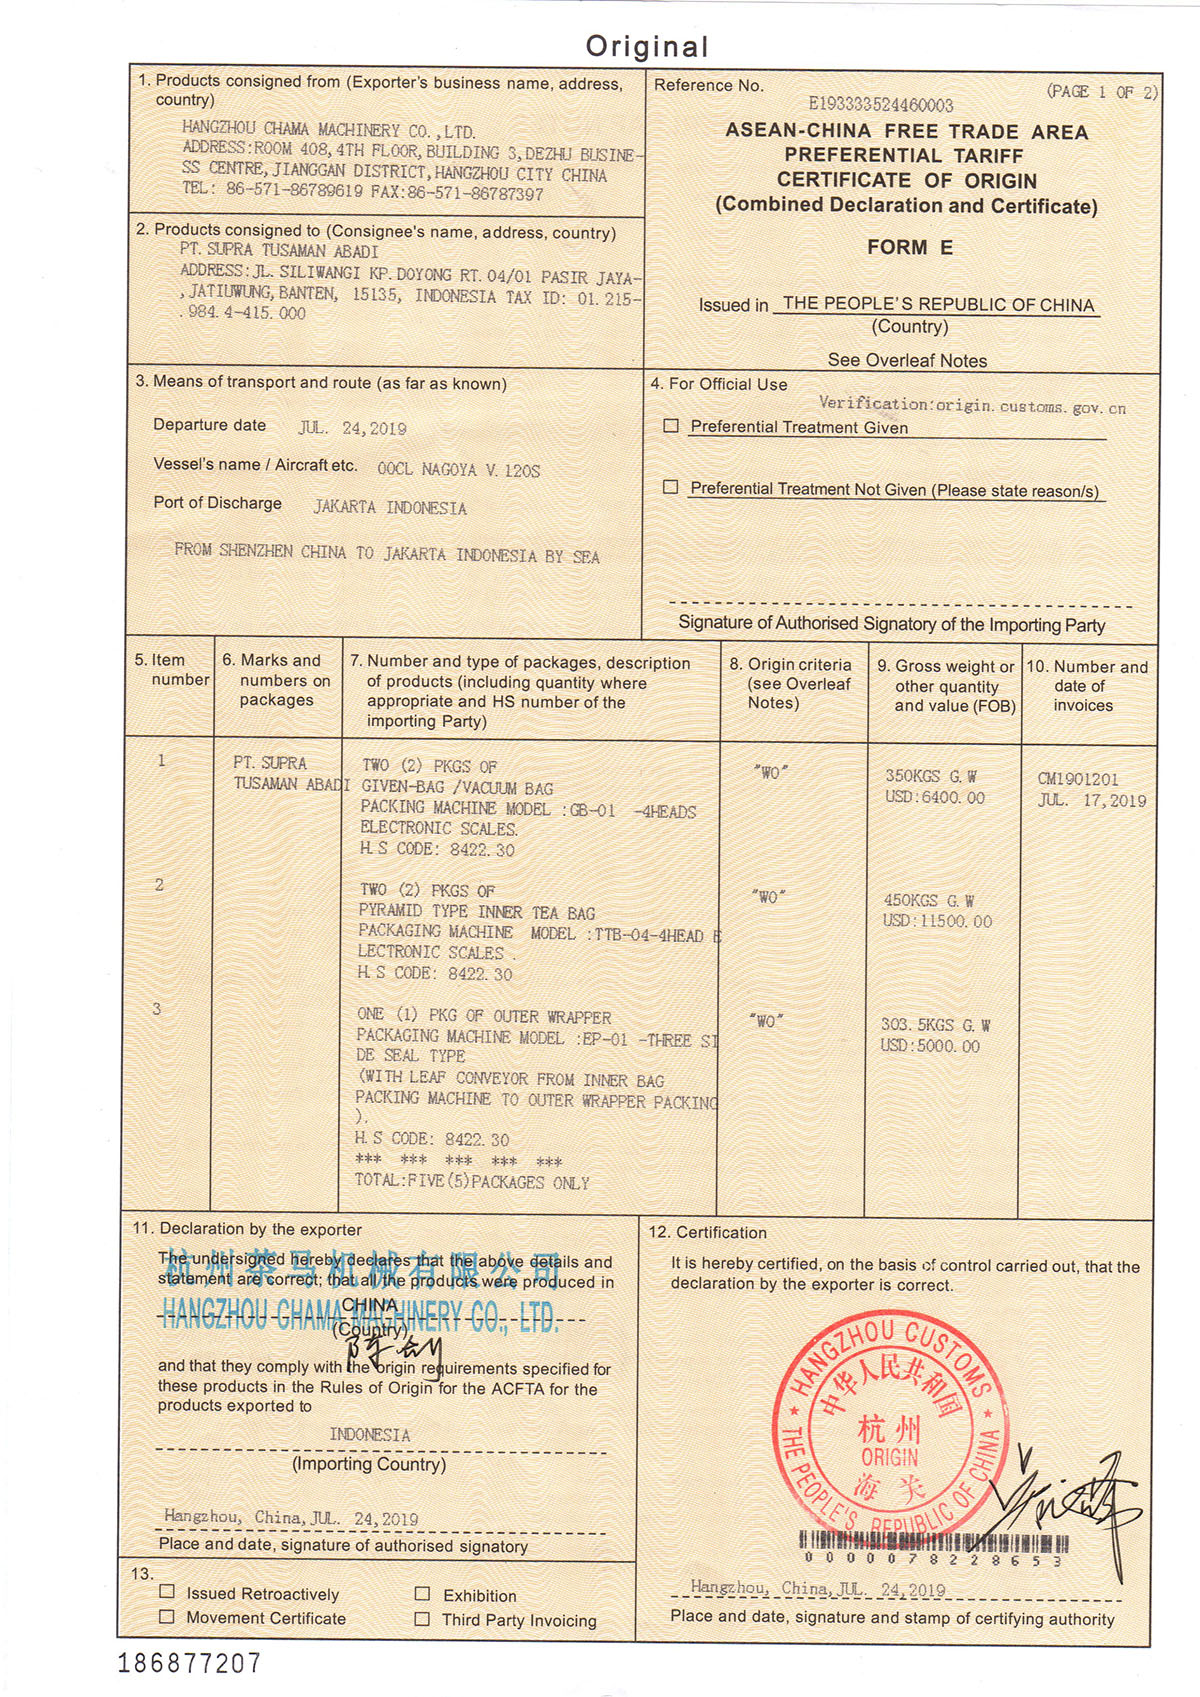 Original
1. Products consigned from (Exporter's business name, address,
country)
HANGZHOU CHAMA MACHINERY CO.,LTD.
ADDRESS:ROOM 408,4TH FLOOR,BUILDING 3,DEZHU BUSINE-
SS CENTRE,JIANGGAN DISTRICT,HANGZHOU CITY CHINA
TEL: 86-571-86789619 FAX:86-571-86787397
Reference No.
(PAGE 1 OF 2)
E193333524460003
ASEAN-CHINA FREE TRADE AREA
PREFERENTIAL TARIFF
CERTIFICATE OF ORIGIN
(Combined Declaration and Certificate)
FORM E
Issued in THE PEOPLE'S REPUBLIC OF CHINA
(Country)
See Overleaf Notes
2. Products consigned to (Consignee's name, address, country)
PT. SUPRA TUSAMAN ABADI
ADDRESS:JL. SILIWANGI KP.DOYONG RT.04/01 PASIR JAYA-
,JATIUWUNG,BANTEN, 15135, INDONESIA TAX ID: 01.215-
.984.4-415.000
3. Means of transport and route (as far as known)
Departure date JUL. 24,2019
Vessel's name / Aircraft etc. OOCL NAGOYA V.120S
Port of Discharge JAKARTA INDONESIA
FROM SHENZHEN CHINA TO JAKARTA INDONESIA BY SEA
4. For Official Use
Verification:origin.customs.gov.cn
☐ Preferential Treatment Given
☐ Preferential Treatment Not Given (Please state reason/s)
Signature of Authorised Signatory of the Importing Party
5. Item
number
6. Marks and
numbers on
packages
7. Number and type of packages, description
of products (including quantity where
appropriate and HS number of the
importing Party)
8. Origin criteria
(see Overleaf
Notes)
9. Gross weight or
other quantity
and value (FOB)
10. Number and
date of
invoices
1
PT. SUPRA
TUSAMAN ABADI
TWO (2) PKGS OF
GIVEN-BAG /VACUUM BAG
PACKING MACHINE MODEL :GB-01 -4HEADS
ELECTRONIC SCALES.
H.S CODE: 8422.30
"WO"
350KGS G.W
USD:6400.00
CM1901201
JUL. 17,2019
2
TWO (2) PKGS OF
PYRAMID TYPE INNER TEA BAG
PACKAGING MACHINE MODEL :TTB-04-4HEAD E
LECTRONIC SCALES .
H.S CODE: 8422.30
"WO"
450KGS G.W
USD:11500.00
3
ONE (1) PKG OF OUTER WRAPPER
PACKAGING MACHINE MODEL :EP-01 -THREE SI
DE SEAL TYPE
(WITH LEAF CONVEYOR FROM INNER BAG
PACKING MACHINE TO OUTER WRAPPER PACKING
).
H.S CODE: 8422.30
*** *** *** *** ***
TOTAL:FIVE(5)PACKAGES ONLY
"WO"
303.5KGS G.W
USD:5000.00
11. Declaration by the exporter
The undersigned hereby declares that the above details and
statement are correct; that all the products were produced in
杭州茶马机械有限公司
CHINA
HANGZHOU CHAMA MACHINERY CO., LTD.
(Country)
and that they comply with the origin requirements specified for
these products in the Rules of Origin for the ACFTA for the
products exported to
INDONESIA
(Importing Country)
Hangzhou, China,JUL. 24,2019
Place and date, signature of authorised signatory
12. Certification
It is hereby certified, on the basis of control carried out, that the
declaration by the exporter is correct.
HANGZHOU CUSTOMS
THE PEOPLE'S REPUBLIC OF CHINA
中华人民共和国
杭州
ORIGIN
海关
0000078228653
Hangzhou, China,JUL. 24,2019
Place and date, signature and stamp of certifying authority
13.
☐ Issued Retroactively
☐ Exhibition
☐ Movement Certificate
☐ Third Party Invoicing
186877207